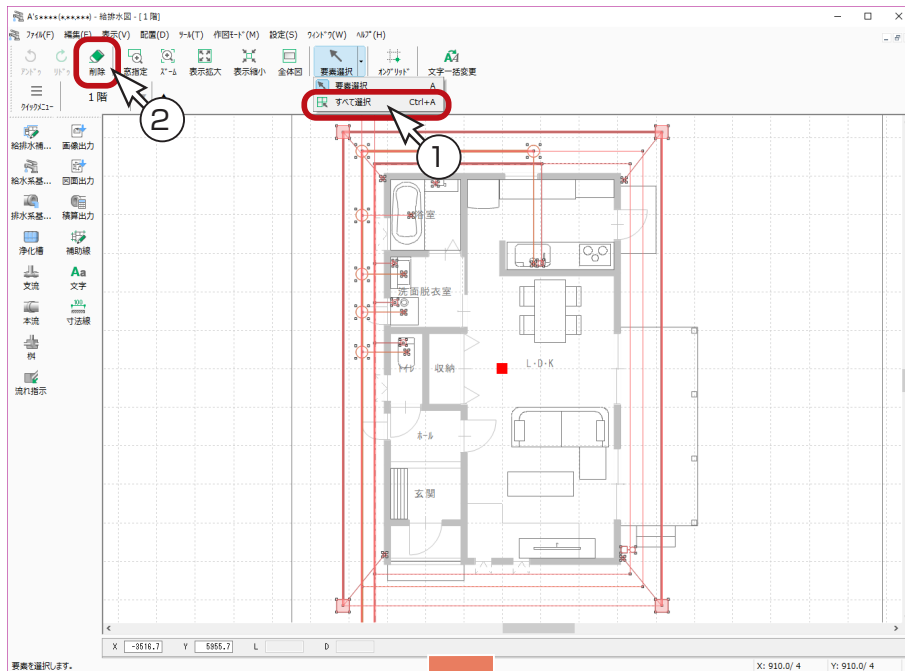 A's****(*.**.***) - 給排水図 - [1階]
ﾌｧｲﾙ(F) 編集(E) 表示(V) 配置(D) ﾂｰﾙ(T) 作図ﾓｰﾄﾞ(M) 設定(S) ｳｨﾝﾄﾞｳ(W) ﾍﾙﾌﾟ(H)
ｱﾝﾄﾞｩ ﾘﾄﾞｩ 削除 窓指定 ｽﾞｰﾑ 表示拡大 表示縮小 全体図 要素選択 ｵﾝｸﾞﾘｯﾄﾞ 文字一括変更
要素選択 A
すべて選択 Ctrl+A
ｸｲｯｸﾒﾆｭｰ 1階
②
①
給排水補... 画像出力
給水系基... 図面出力
排水系基... 積算出力
浄化槽 補助線
支流 文字
本流 寸法線
桝
流れ指示
浴室
洗面脱衣室
ﾄｲﾚ 収納 L・D・K
ﾎｰﾙ
玄関
X -3516.7 Y 5955.7 L D
要素を選択します。 X: 910.0/ 4 Y: 910.0/ 4